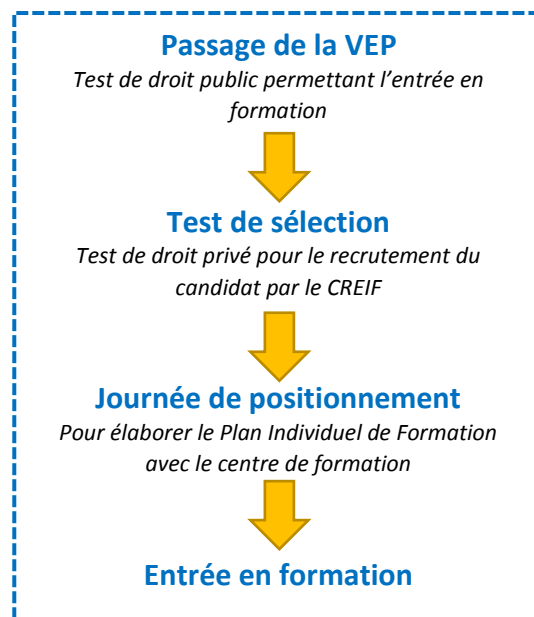 Passage de la VEP
Test de droit public permettant l’entrée en
formation
Test de sélection
Test de droit privé pour le recrutement du
candidat par le CREIF
Journée de positionnement
Pour élaborer le Plan Individuel de Formation
avec le centre de formation
Entrée en formation